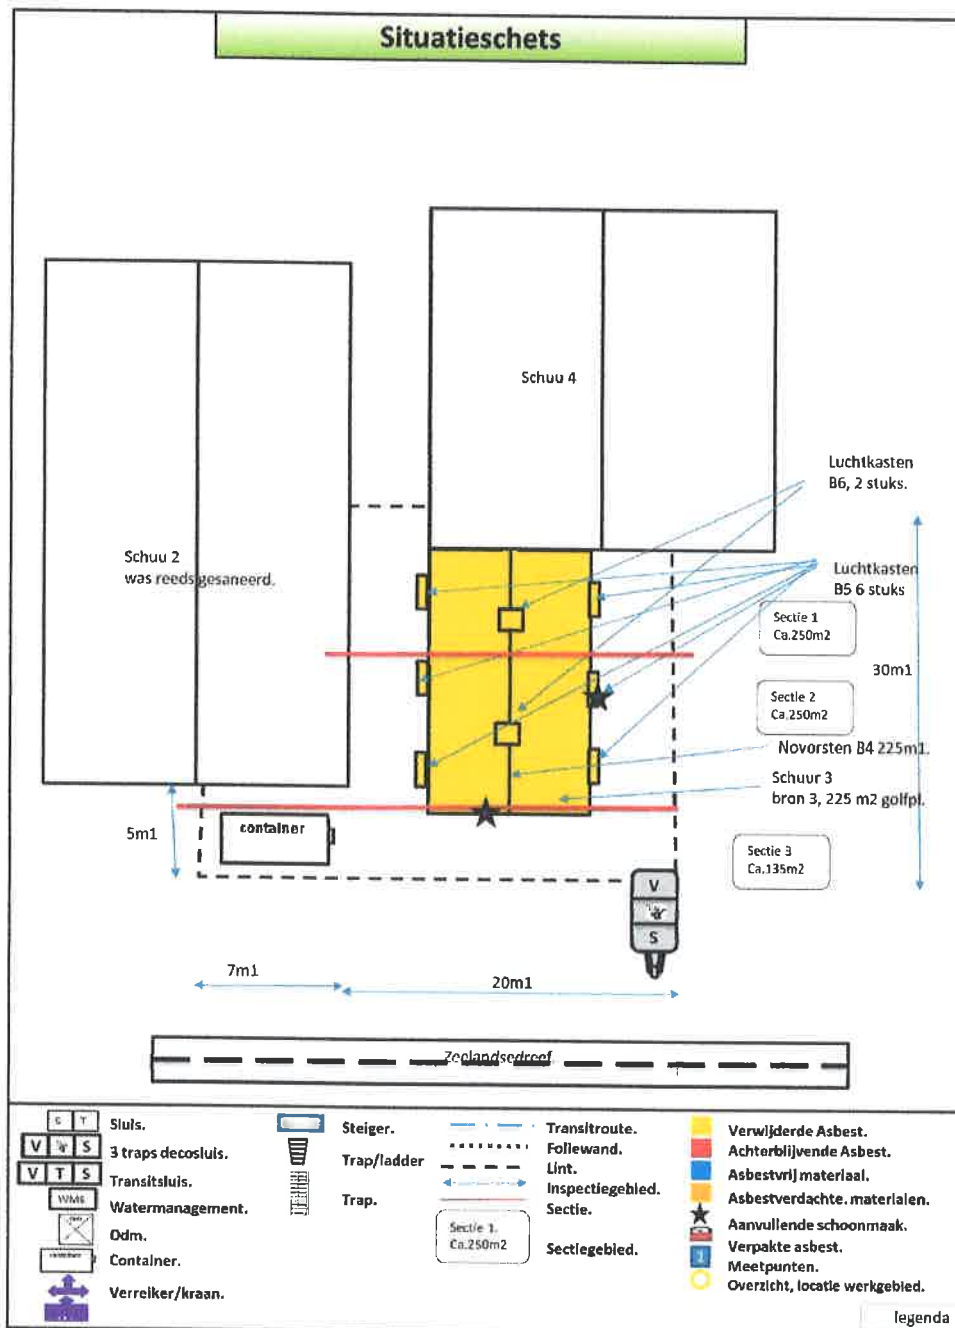 Situatieschets
Schuu 4
Luchtkasten
B6, 2 stuks.
Schuu 2
was reeds gesaneerd.
Luchtkasten
B5 6 stuks
Sectie 1
Ca.250m2
30m1
Sectie 2
Ca.250m2
Novorsten B4 225m1.
Schuur 3
bron 3, 225 m2 golfpl.
5m1
container
Sectie 3
Ca.135m2
V
S
7m1
20m1
Zeelandsedreef
S T
Sluis.
V S
3 traps decosluis.
V T S
Transitsluis.
WMS
Watermanagement.
Odm.
Container.
Verreiker/kraan.
Steiger.
Trap/ladder
Trap.
Transitroute.
Foliewand.
Lint.
Inspectiegebied.
Sectie.
Sectie 1.
Ca.250m2
Sectiegebied.
Verwijderde Asbest.
Achterblijvende Asbest.
Asbestvrij materiaal.
Asbestverdachte. materialen.
Aanvullende schoonmaak.
Verpakte asbest.
1
Meetpunten.
Overzicht, locatie werkgebied.
legenda